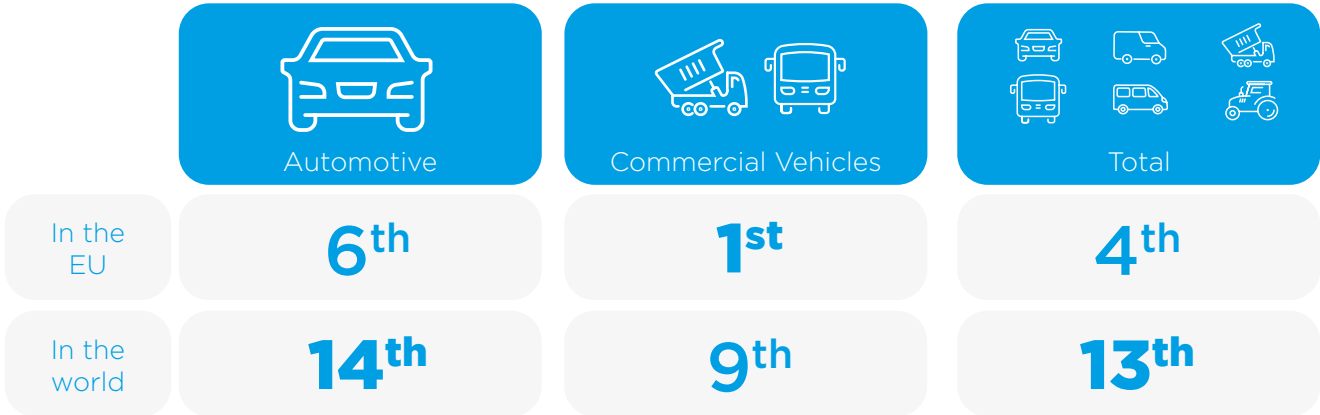 Automotive
Commercial Vehicles
Total
In the
EU
6th
1st
4th
In the
world
14th
9th
13th